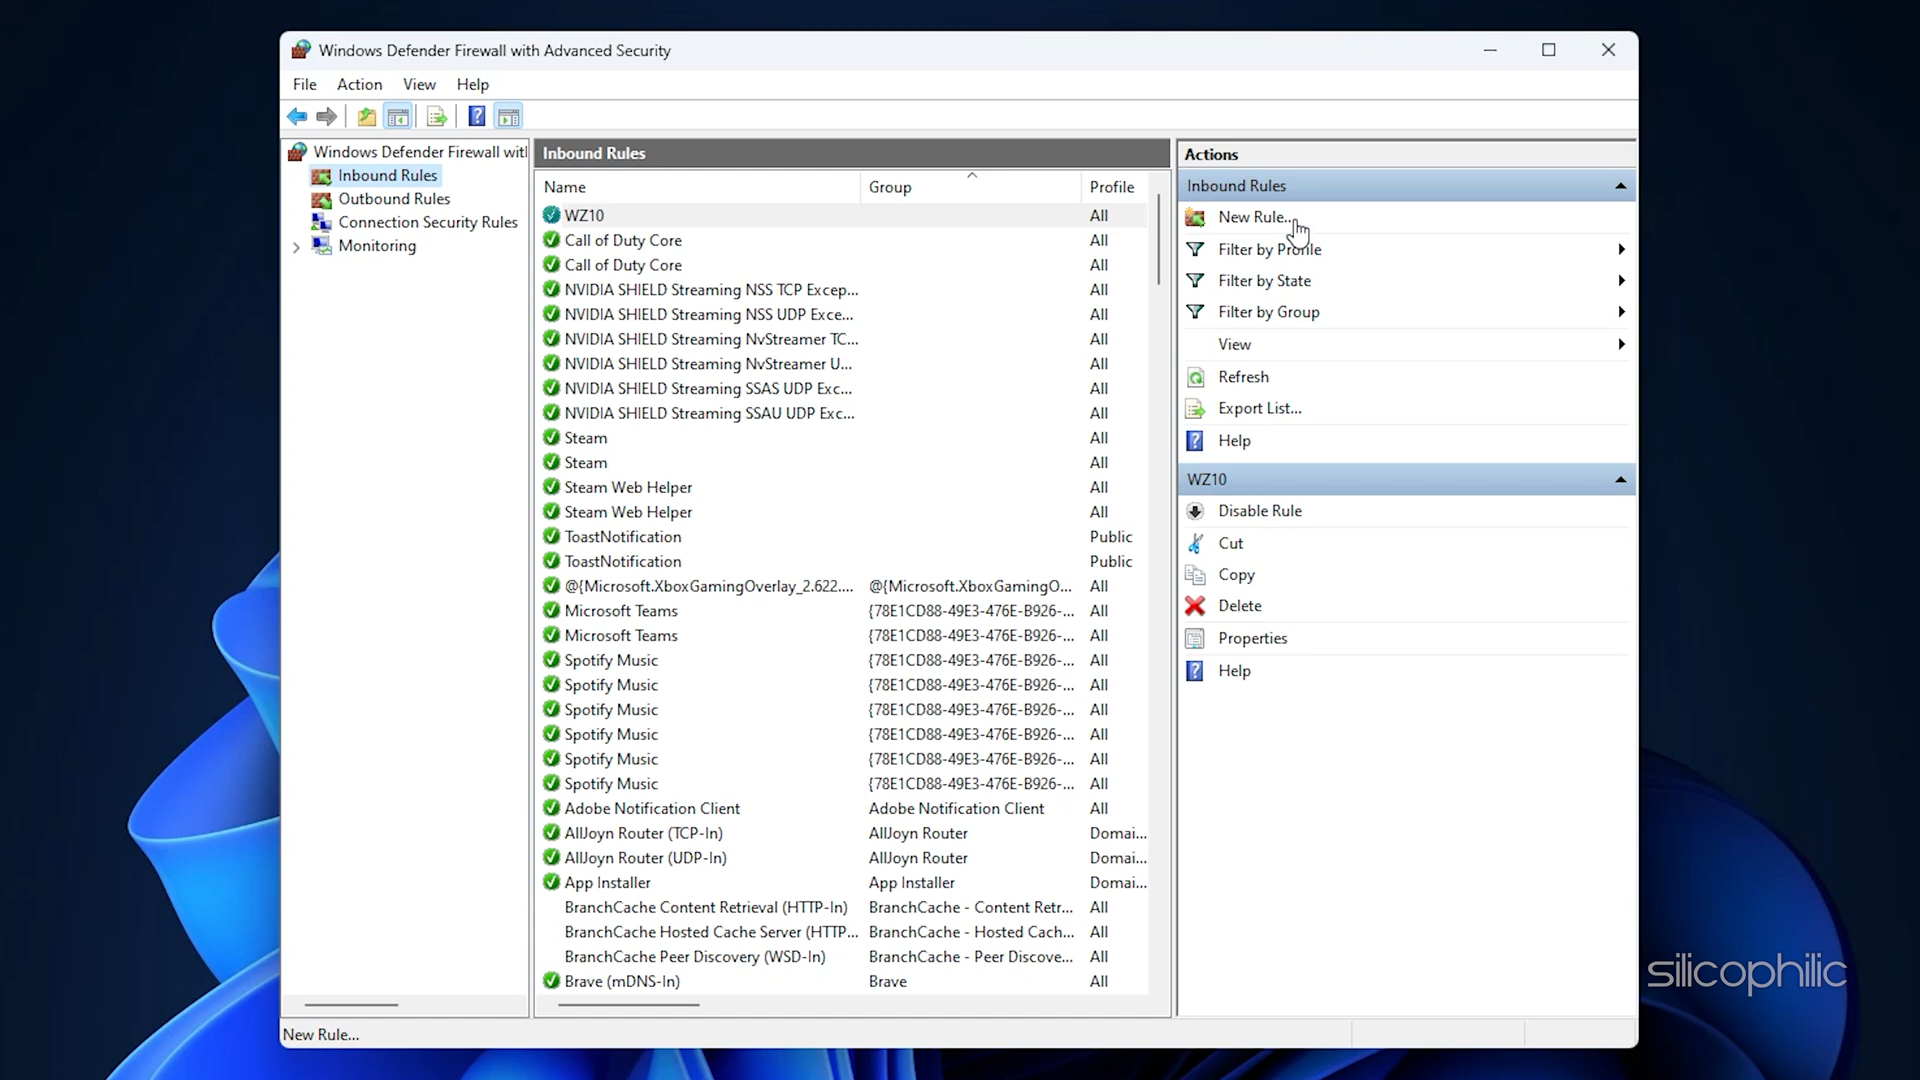 Windows Defender Firewall with Advanced Security
File Action View Help
Windows Defender Firewall with
Inbound Rules
Outbound Rules
Connection Security Rules
Monitoring
Inbound Rules
Name Group Profile
WZ10 All
Call of Duty Core All
Call of Duty Core All
NVIDIA SHIELD Streaming NSS TCP Excep... All
NVIDIA SHIELD Streaming NSS UDP Exce... All
NVIDIA SHIELD Streaming NvStreamer TC... All
NVIDIA SHIELD Streaming NvStreamer U... All
NVIDIA SHIELD Streaming SSAS UDP Exc... All
NVIDIA SHIELD Streaming SSAU UDP Exc... All
Steam All
Steam All
Steam Web Helper All
Steam Web Helper All
ToastNotification Public
ToastNotification Public
@{Microsoft.XboxGamingOverlay_2.622.... @{Microsoft.XboxGamingO... All
Microsoft Teams {78E1CD88-49E3-476E-B926-... All
Microsoft Teams {78E1CD88-49E3-476E-B926-... All
Spotify Music {78E1CD88-49E3-476E-B926-... All
Spotify Music {78E1CD88-49E3-476E-B926-... All
Spotify Music {78E1CD88-49E3-476E-B926-... All
Spotify Music {78E1CD88-49E3-476E-B926-... All
Spotify Music {78E1CD88-49E3-476E-B926-... All
Spotify Music {78E1CD88-49E3-476E-B926-... All
Adobe Notification Client Adobe Notification Client All
AllJoyn Router (TCP-In) AllJoyn Router Domai...
AllJoyn Router (UDP-In) AllJoyn Router Domai...
App Installer App Installer Domai...
BranchCache Content Retrieval (HTTP-In) BranchCache - Content Retr... All
BranchCache Hosted Cache Server (HTTP... BranchCache - Hosted Cach... All
BranchCache Peer Discovery (WSD-In) BranchCache - Peer Discove... All
Brave (mDNS-In) Brave All
Actions
Inbound Rules
New Rule...
Filter by Profile
Filter by State
Filter by Group
View
Refresh
Export List...
Help
WZ10
Disable Rule
Cut
Copy
Delete
Properties
Help
New Rule...
silicophilic